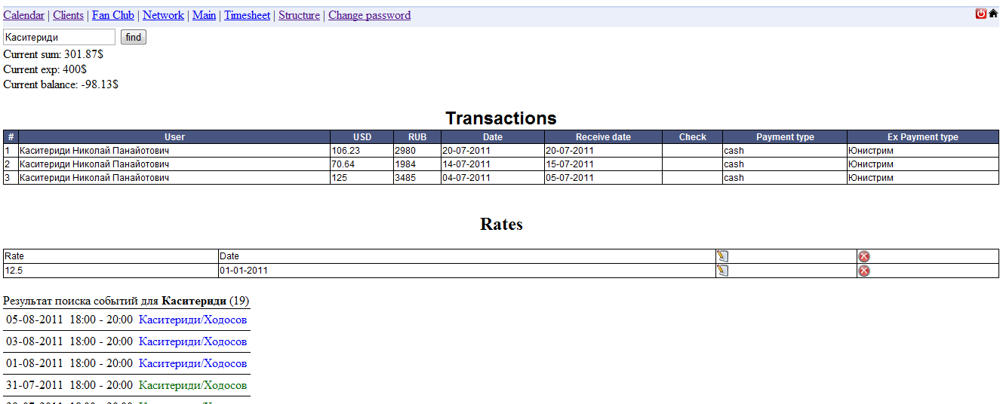 Calendar | Clients | Fan Club | Network | Main | Timesheet | Structure | Change password
Каситериди find
Current sum: 301.87$
Current exp: 400$
Current balance: -98.13$
Transactions
# User USD RUB Date Receive date Check Payment type Ex Payment type
1 Каситериди Николай Панайотович 106.23 2980 20-07-2011 20-07-2011 cash Юнистрим
2 Каситериди Николай Панайотович 70.64 1984 14-07-2011 15-07-2011 cash Юнистрим
3 Каситериди Николай Панайотович 125 3485 04-07-2011 05-07-2011 cash Юнистрим
Rates
Rate Date
12.5 01-01-2011
Результат поиска событий для Каситериди (19)
05-08-2011 18:00 - 20:00 Каситериди/Ходосов
03-08-2011 18:00 - 20:00 Каситериди/Ходосов
01-08-2011 18:00 - 20:00 Каситериди/Ходосов
31-07-2011 18:00 - 20:00 Каситериди/Ходосов